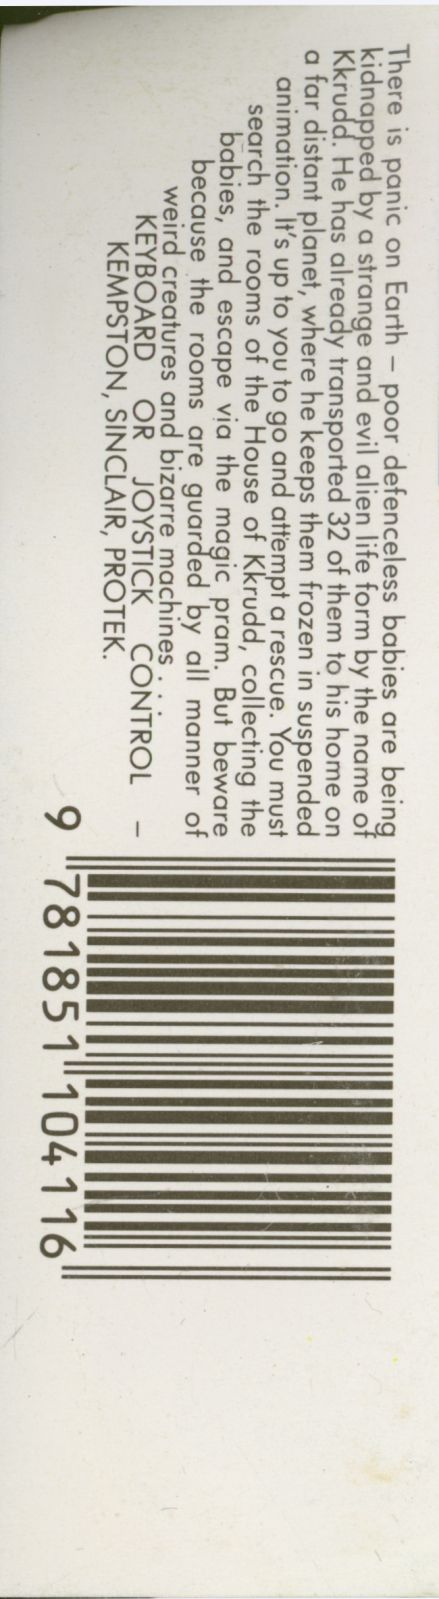 There is panic on Earth – poor defenceless babies are being
kidnapped by a strange and evil alien life form by the name of
Kkrudd. He has already transported 32 of them to his home on
a far distant planet, where he keeps them frozen in suspended
animation. It's up to you to go and attempt a rescue. You must
search the rooms of the House of Kkrudd, collecting the
babies, and escape via the magic pram. But beware
because the rooms are guarded by all manner of
weird creatures and bizarre machines . . .
KEYBOARD OR JOYSTICK CONTROL –
KEMPSTON, SINCLAIR, PROTEK.
9 781851 104116